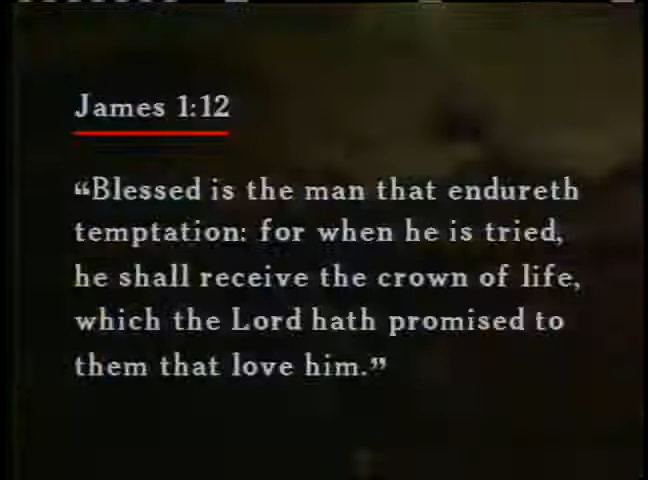 James 1:12
“Blessed is the man that endureth
temptation: for when he is tried,
he shall receive the crown of life,
which the Lord hath promised to
them that love him.”